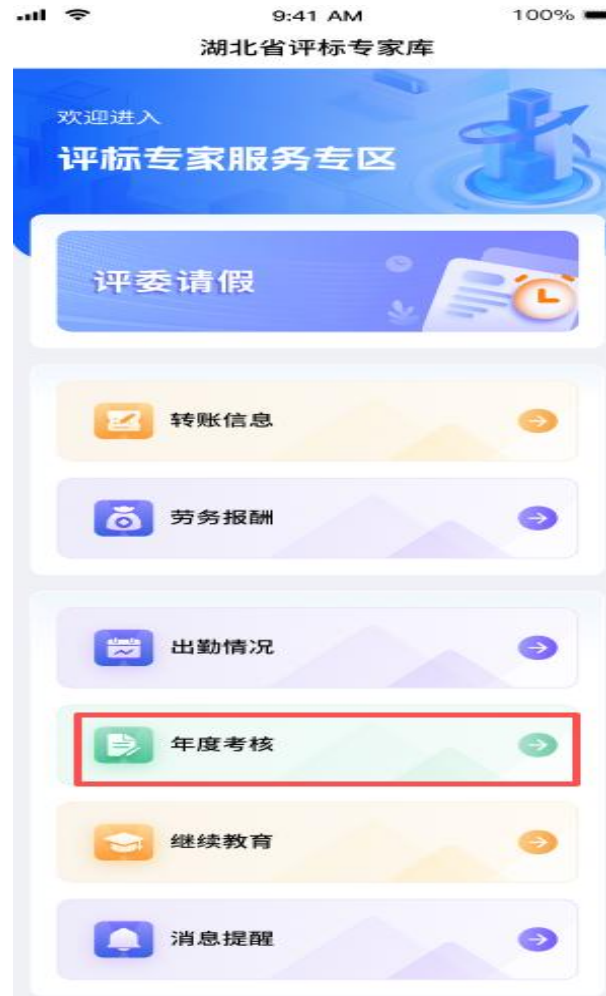 9:41 AM
100%
湖北省评标专家库
欢迎进入
评标专家服务专区
评委请假
转账信息
劳务报酬
出勤情况
年度考核
继续教育
消息提醒